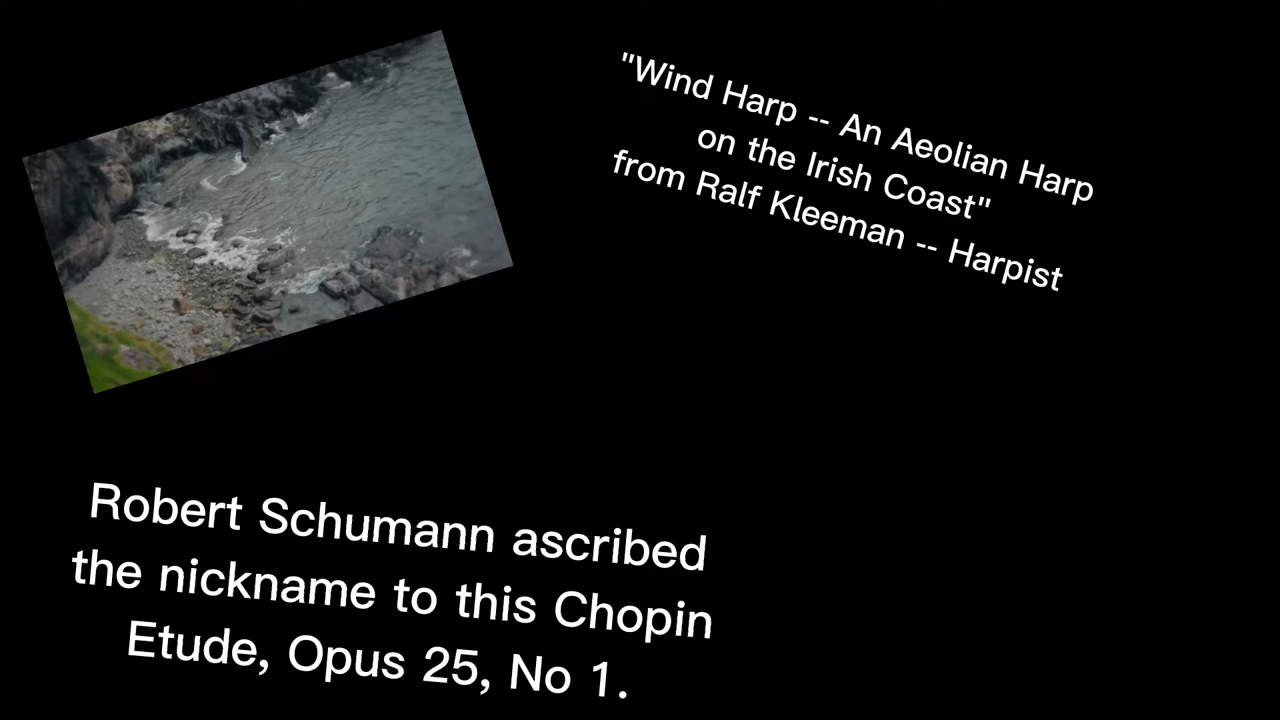 "Wind Harp -- An Aeolian Harp
on the Irish Coast"
from Ralf Kleeman -- Harpist
Robert Schumann ascribed
the nickname to this Chopin
Etude, Opus 25, No 1.